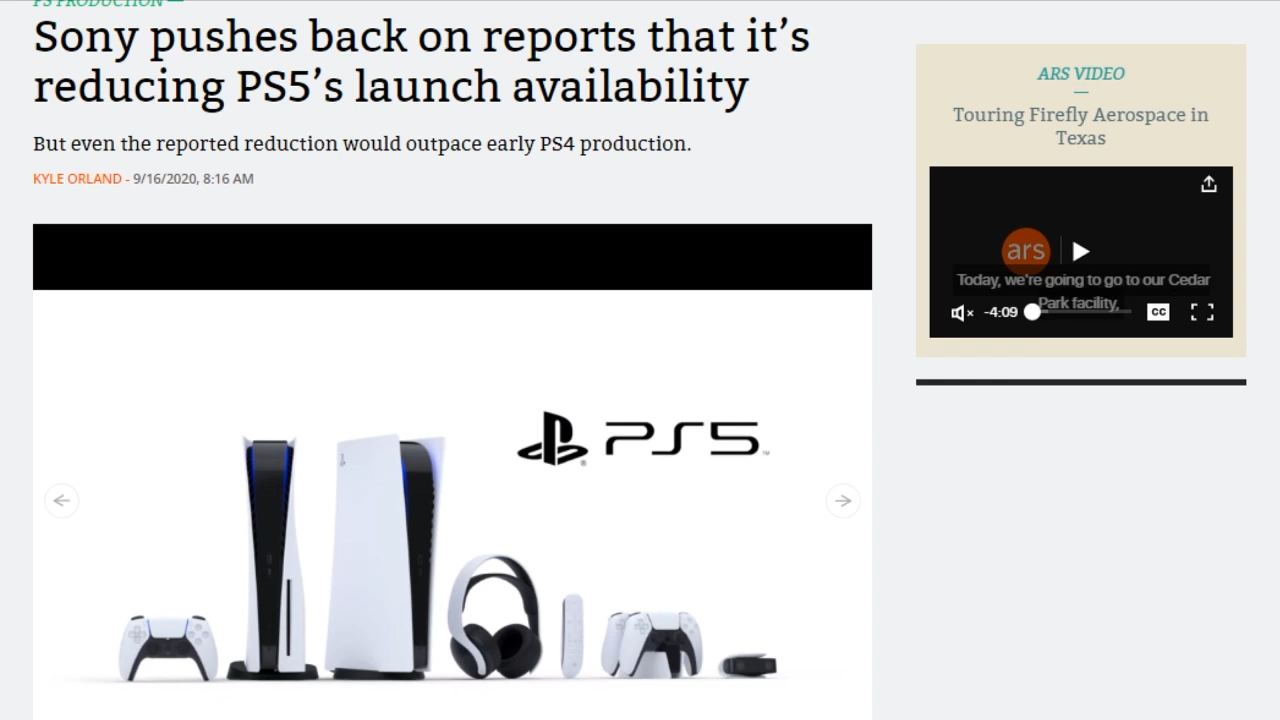 PS PRODUCTION —
Sony pushes back on reports that it’s
reducing PS5’s launch availability
But even the reported reduction would outpace early PS4 production.
KYLE ORLAND - 9/16/2020, 8:16 AM
PS5
ARS VIDEO
Touring Firefly Aerospace in
Texas
ars
Today, we're going to go to our Cedar
Park facility,
-4:09
CC